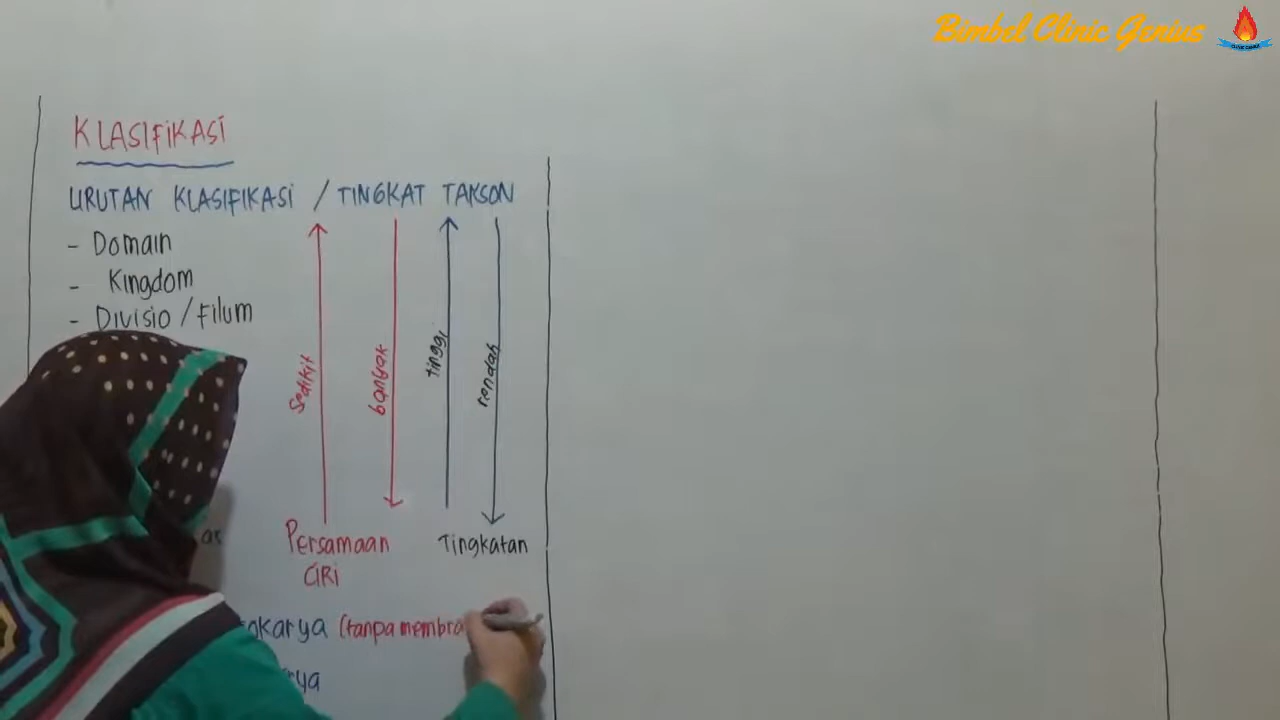 Bimbel Clinic Genius
KLASIFIKASI
URUTAN KLASIFIKASI / TINGKAT TAKSON
- Domain
- Kingdom
- Divisio / Filum
Sedikit
banyak
tinggi
rendah
Persamaan
CIRI
Tingkatan
(tanpa